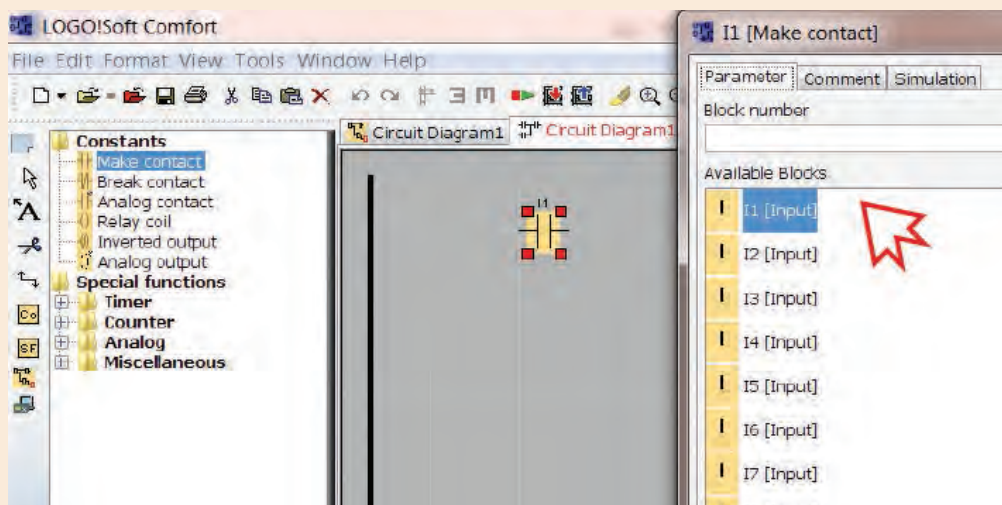 LOGO!Soft Comfort
File Edit Format View Tools Window Help
Constants
Make contact
Break contact
Analog contact
Relay coil
Inverted output
Analog output
Special functions
Timer
Counter
Analog
Miscellaneous
Co
SF
Circuit Diagram1
Circuit Diagram1
I1
I1 [Make contact]
Parameter
Comment
Simulation
Block number
Available Blocks
I I1 [Input]
I I2 [Input]
I I3 [Input]
I I4 [Input]
I I5 [Input]
I I6 [Input]
I I7 [Input]